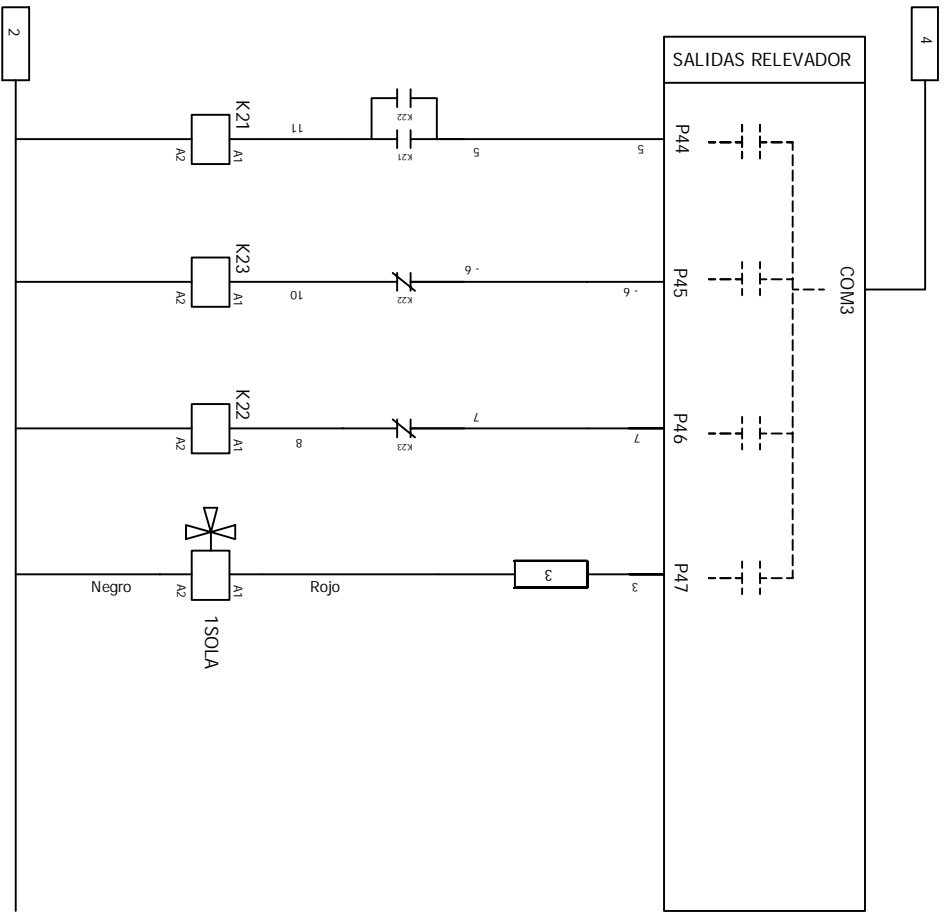 2
4
SALIDAS RELEVADOR
K21
A2
A1
11
K22
K21
5
5
P44
COM3
K23
A2
A1
10
K22
6 -
6 -
P45
K22
A2
A1
8
K23
7
7
P46
Negro
A2
A1
Rojo
3
3
P47
1SOLA